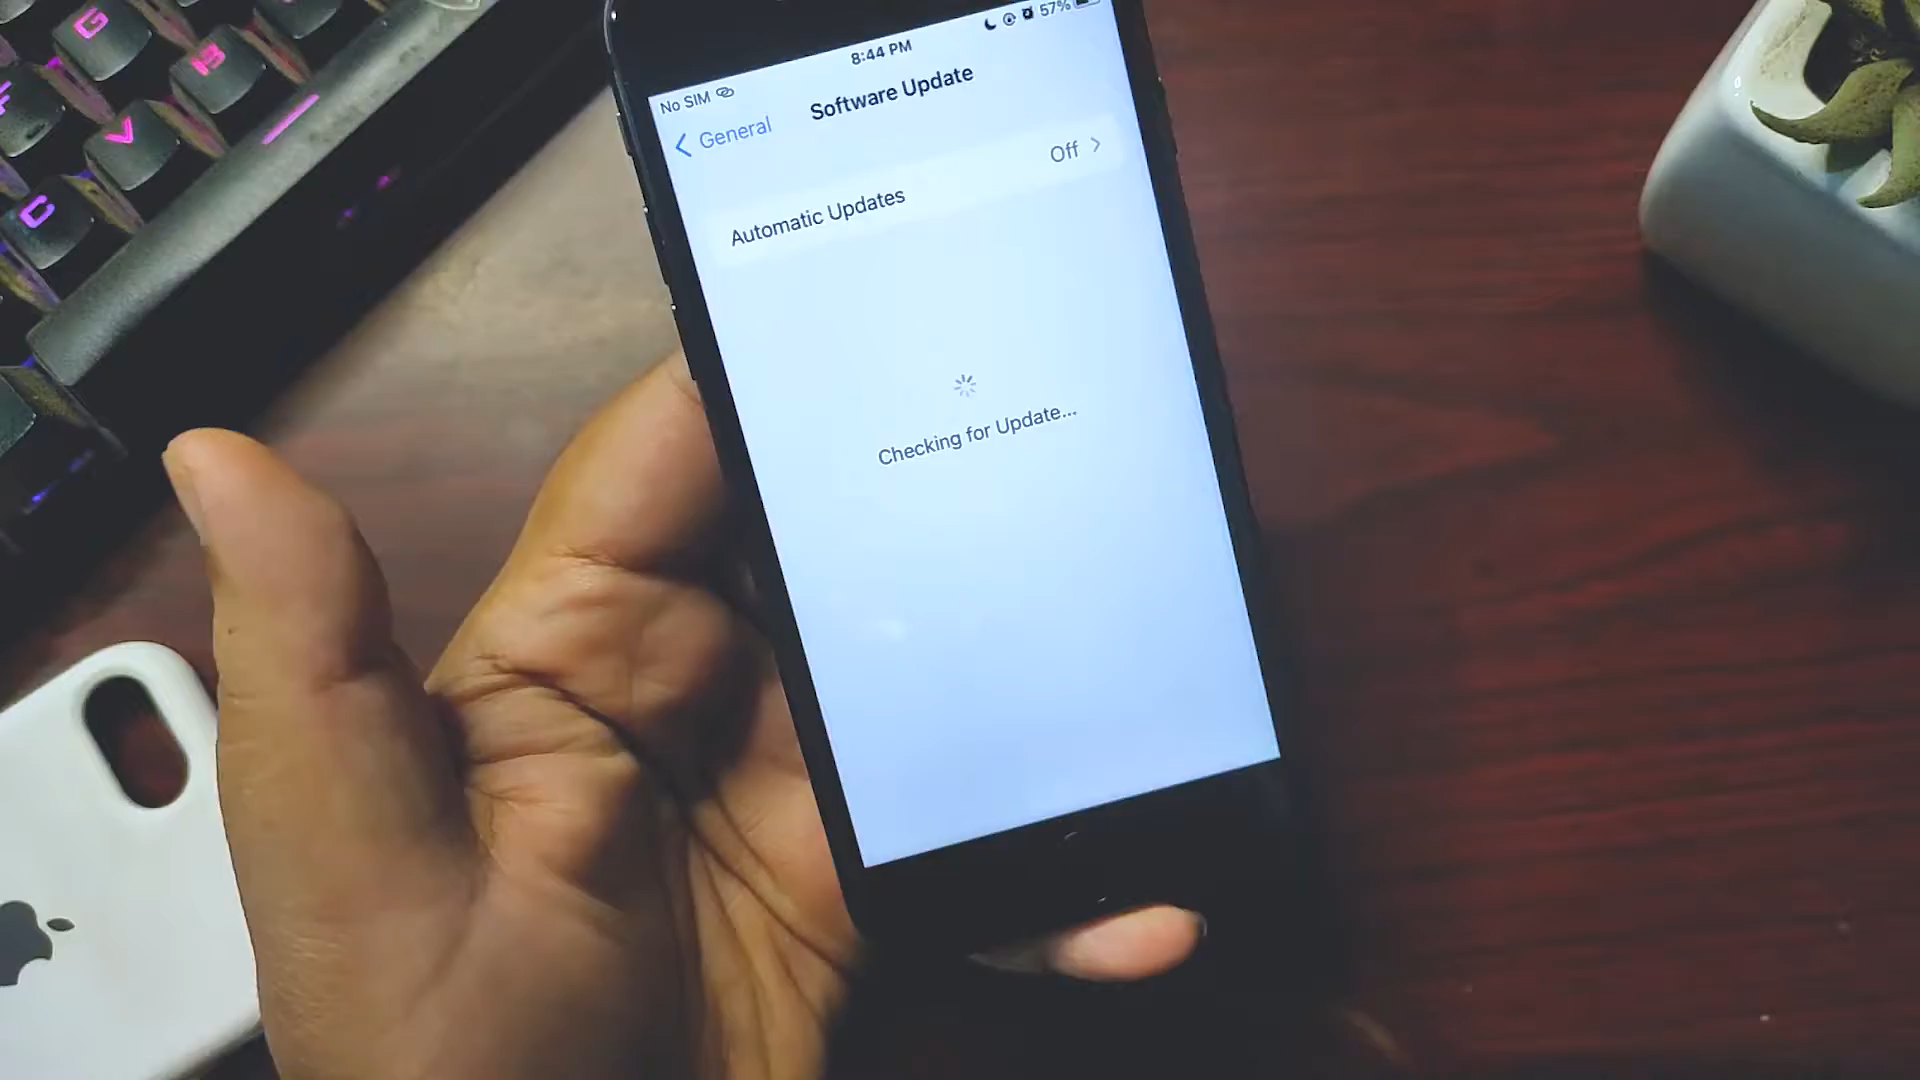 G
B
F
V
C
No SIM 8:44 PM 57%
General Software Update
Automatic Updates Off
Checking for Update...